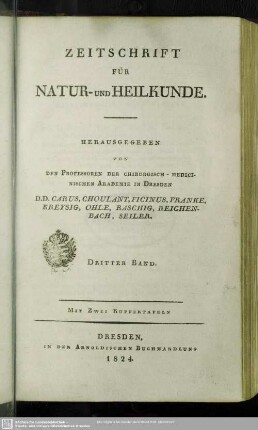 ZEITSCHRIFT
FÜR
NATUR- UND HEILKUNDE.
HERAUSGEGEBEN
VON
DEN PROFESSOREN DER CHIRURGISCH-MEDICI-
NISCHEN AKADEMIE IN DRESDEN
D.D. CARUS, CHOULANT, FICINUS, FRANKE,
KREYSIG, OHLE, RASCHIG, REICHEN-
BACH, SEILER.
DRITTER BAND.
MIT ZWEI KUPFERTAFELN
DRESDEN,
IN DER ARNOLDISCHEN BUCHHANDLUNG
1824